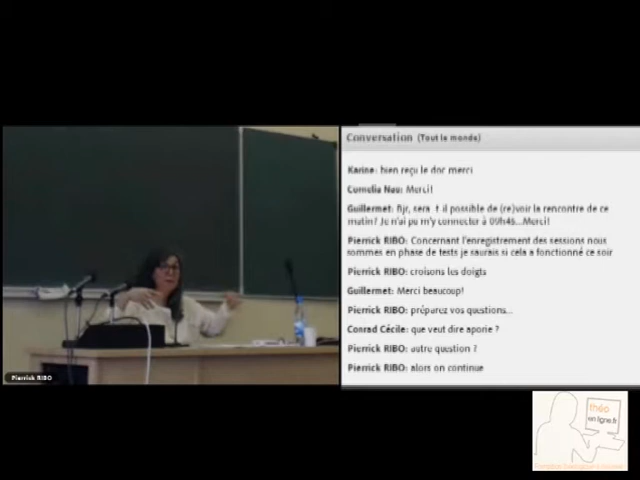 Conversation (Tout le monde)
Karine: bien reçu le doc merci
Cornelia Nau: Merci!
Guillermet: Bjr, sera t il possible de (re)voir la rencontre de ce
matin? Je n'ai pu m'y connecter à 09h45...Merci!
Pierrick RIBO: Concernant l'enregistrement des sessions nous
sommes en phase de tests je saurais si cela a fonctionné ce soir
Pierrick RIBO: croisons les doigts
Guillermet: Merci beaucoup!
Pierrick RIBO: préparez vos questions...
Conrad Cécile: que veut dire aporie ?
Pierrick RIBO: autre question ?
Pierrick RIBO: alors on continue
Pierrick RIBO
théo
en ligne.fr